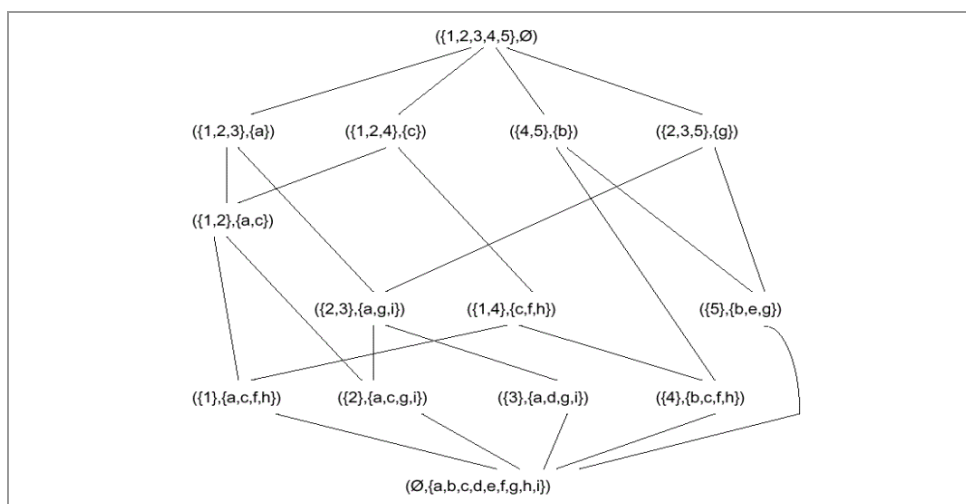 ({1,2,3,4,5},Ø)
({1,2,3},{a}) ({1,2,4},{c}) ({4,5},{b}) ({2,3,5},{g})
({1,2},{a,c})
({2,3},{a,g,i}) ({1,4},{c,f,h}) ({5},{b,e,g})
({1},{a,c,f,h}) ({2},{a,c,g,i}) ({3},{a,d,g,i}) ({4},{b,c,f,h})
(Ø,{a,b,c,d,e,f,g,h,i})